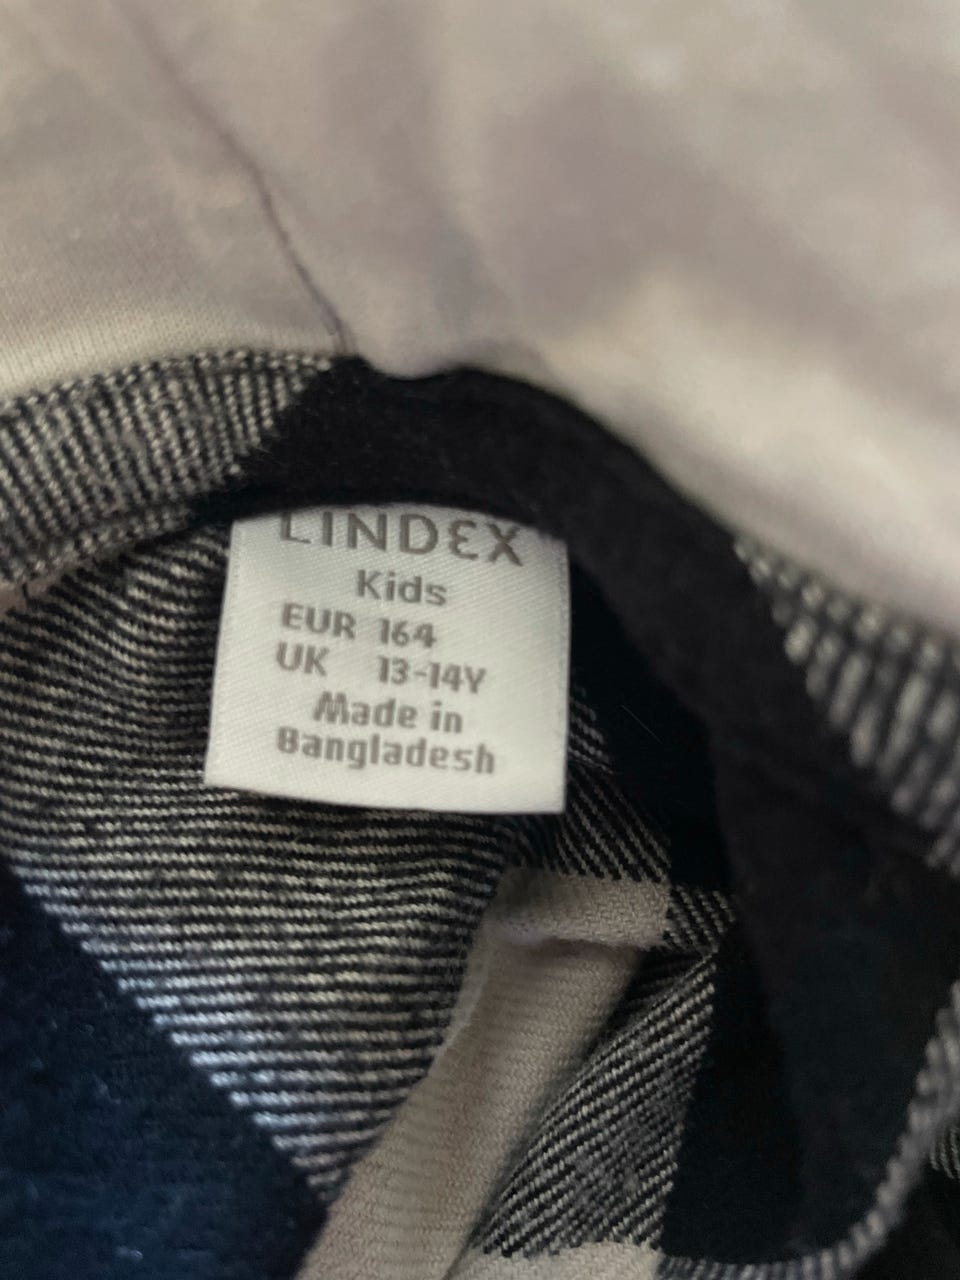 LINDEX
Kids
EUR 164
UK 13-14Y
Made in
Bangladesh